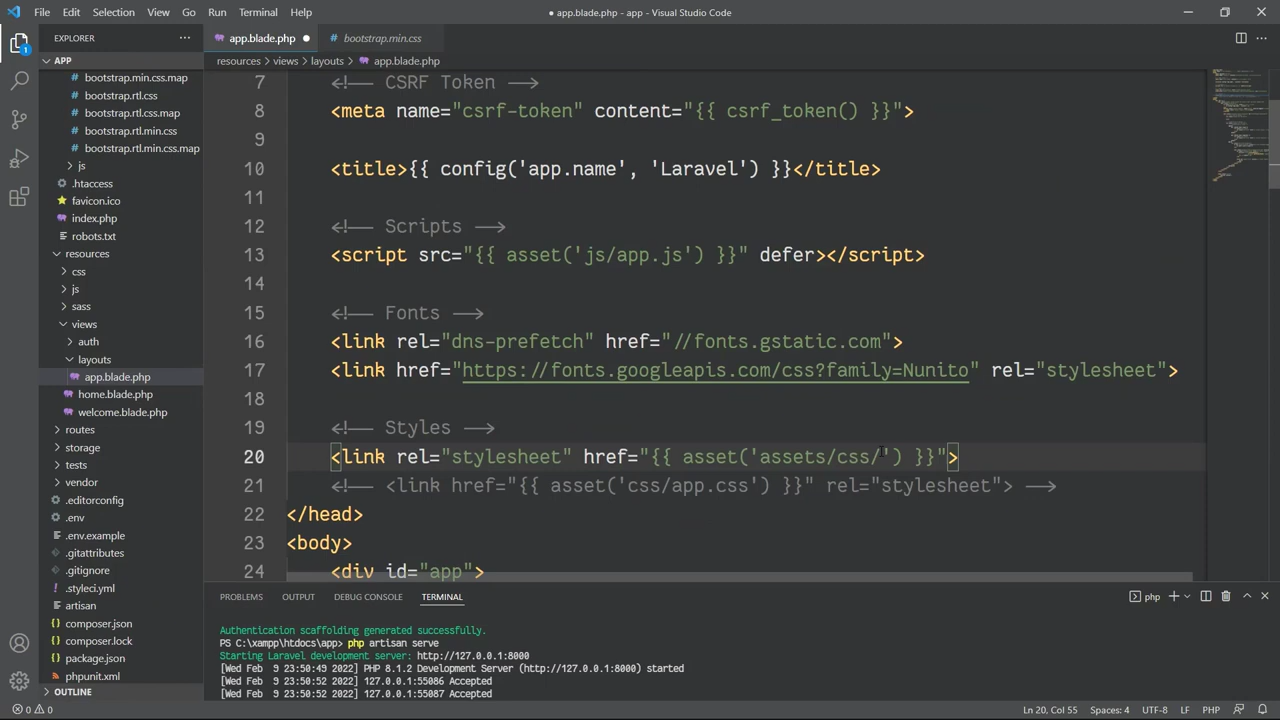 File Edit Selection View Go Run Terminal Help
● app.blade.php - app - Visual Studio Code
EXPLORER
app.blade.php
bootstrap.min.css
resources > views > layouts > app.blade.php
APP
bootstrap.min.css.map
bootstrap.rtl.css
bootstrap.rtl.css.map
bootstrap.rtl.min.css
bootstrap.rtl.min.css.map
js
.htaccess
favicon.ico
index.php
robots.txt
resources
css
js
sass
views
auth
layouts
app.blade.php
home.blade.php
welcome.blade.php
routes
storage
tests
vendor
.editorconfig
.env
.env.example
.gitattributes
.gitignore
.styleci.yml
artisan
composer.json
composer.lock
package.json
phpunit.xml
OUTLINE
7 <!-- CSRF Token -->
8 <meta name="csrf-token" content="{{ csrf_token() }}">
9
10 <title>{{ config('app.name', 'Laravel') }}</title>
11
12 <!-- Scripts -->
13 <script src="{{ asset('js/app.js') }}" defer></script>
14
15 <!-- Fonts -->
16 <link rel="dns-prefetch" href="//fonts.gstatic.com">
17 <link href="https://fonts.googleapis.com/css?family=Nunito" rel="stylesheet">
18
19 <!-- Styles -->
20 <link rel="stylesheet" href="{{ asset('assets/css/') }}">
21 <!-- <link href="{{ asset('css/app.css') }}" rel="stylesheet"> -->
22 </head>
23 <body>
24 <div id="app">
PROBLEMS OUTPUT DEBUG CONSOLE TERMINAL
php
Authentication scaffolding generated successfully.
PS C:\xampp\htdocs\app> php artisan serve
Starting Laravel development server: http://127.0.0.1:8000
[Wed Feb 9 23:50:49 2022] PHP 8.1.2 Development Server (http://127.0.0.1:8000) started
[Wed Feb 9 23:50:52 2022] 127.0.0.1:55086 Accepted
[Wed Feb 9 23:50:52 2022] 127.0.0.1:55087 Accepted
0 0
Ln 20, Col 55 Spaces: 4 UTF-8 LF PHP